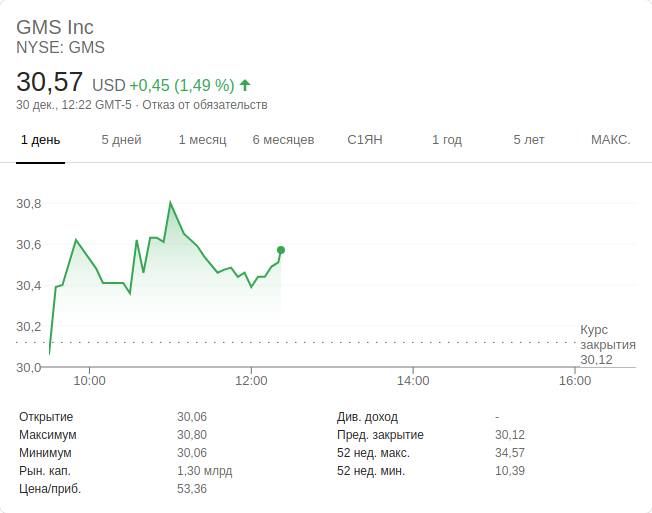 GMS Inc
NYSE: GMS
30,57 USD +0,45 (1,49 %)
30 дек., 12:22 GMT-5 · Отказ от обязательств
1 день 5 дней 1 месяц 6 месяцев С1ЯН 1 год 5 лет МАКС.
30,8
30,6
30,4
30,2
30,0
Курс
закрытия
30,12
10:00 12:00 14:00 16:00
Открытие 30,06 Див. доход -
Максимум 30,80 Пред. закрытие 30,12
Минимум 30,06 52 нед. макс. 34,57
Рын. кап. 1,30 млрд 52 нед. мин. 10,39
Цена/приб. 53,36